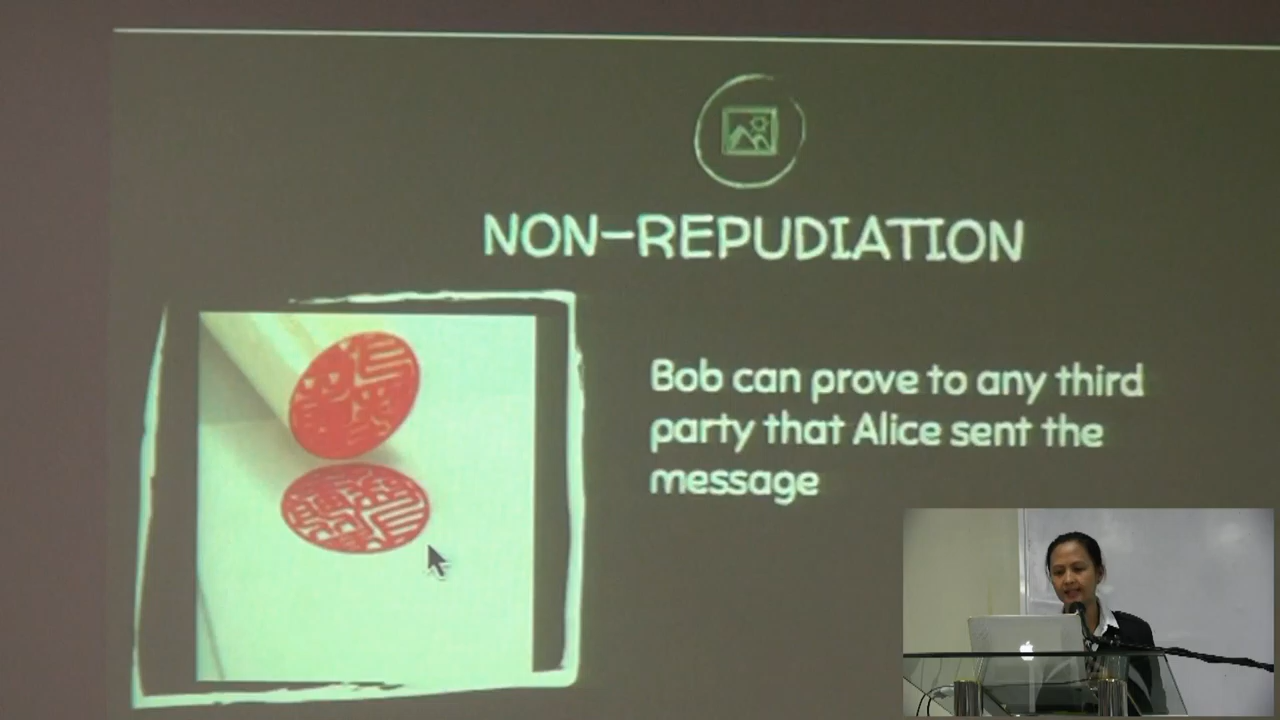 NON-REPUDIATION
Bob can prove to any third
party that Alice sent the
message